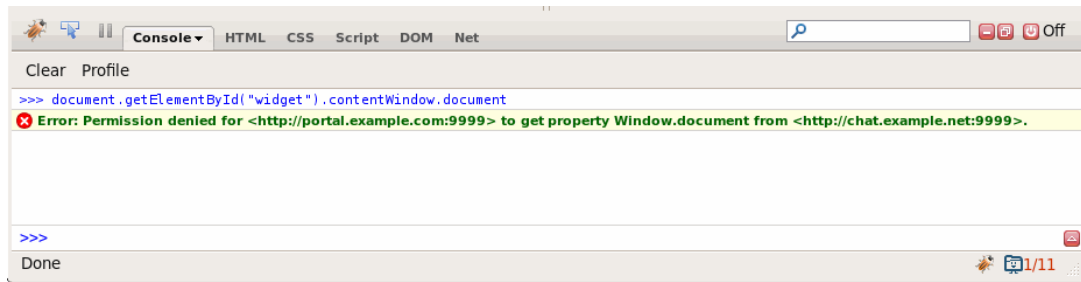 Console HTML CSS Script DOM Net Off
Clear Profile
>>> document.getElementById("widget").contentWindow.document
Error: Permission denied for <http://portal.example.com:9999> to get property Window.document from <http://chat.example.net:9999>.
>>>
Done 1/11